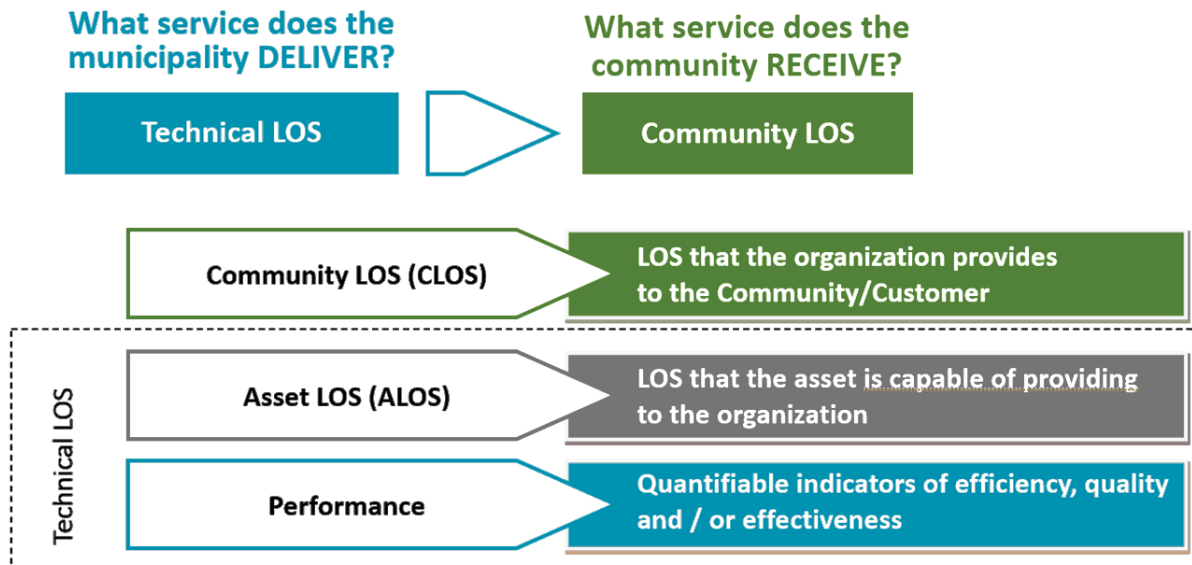 What service does the
municipality DELIVER?
What service does the
community RECEIVE?
Technical LOS
Community LOS
Community LOS (CLOS)
LOS that the organization provides
to the Community/Customer
Technical LOS
Asset LOS (ALOS)
LOS that the asset is capable of providing
to the organization
Performance
Quantifiable indicators of efficiency, quality
and / or effectiveness